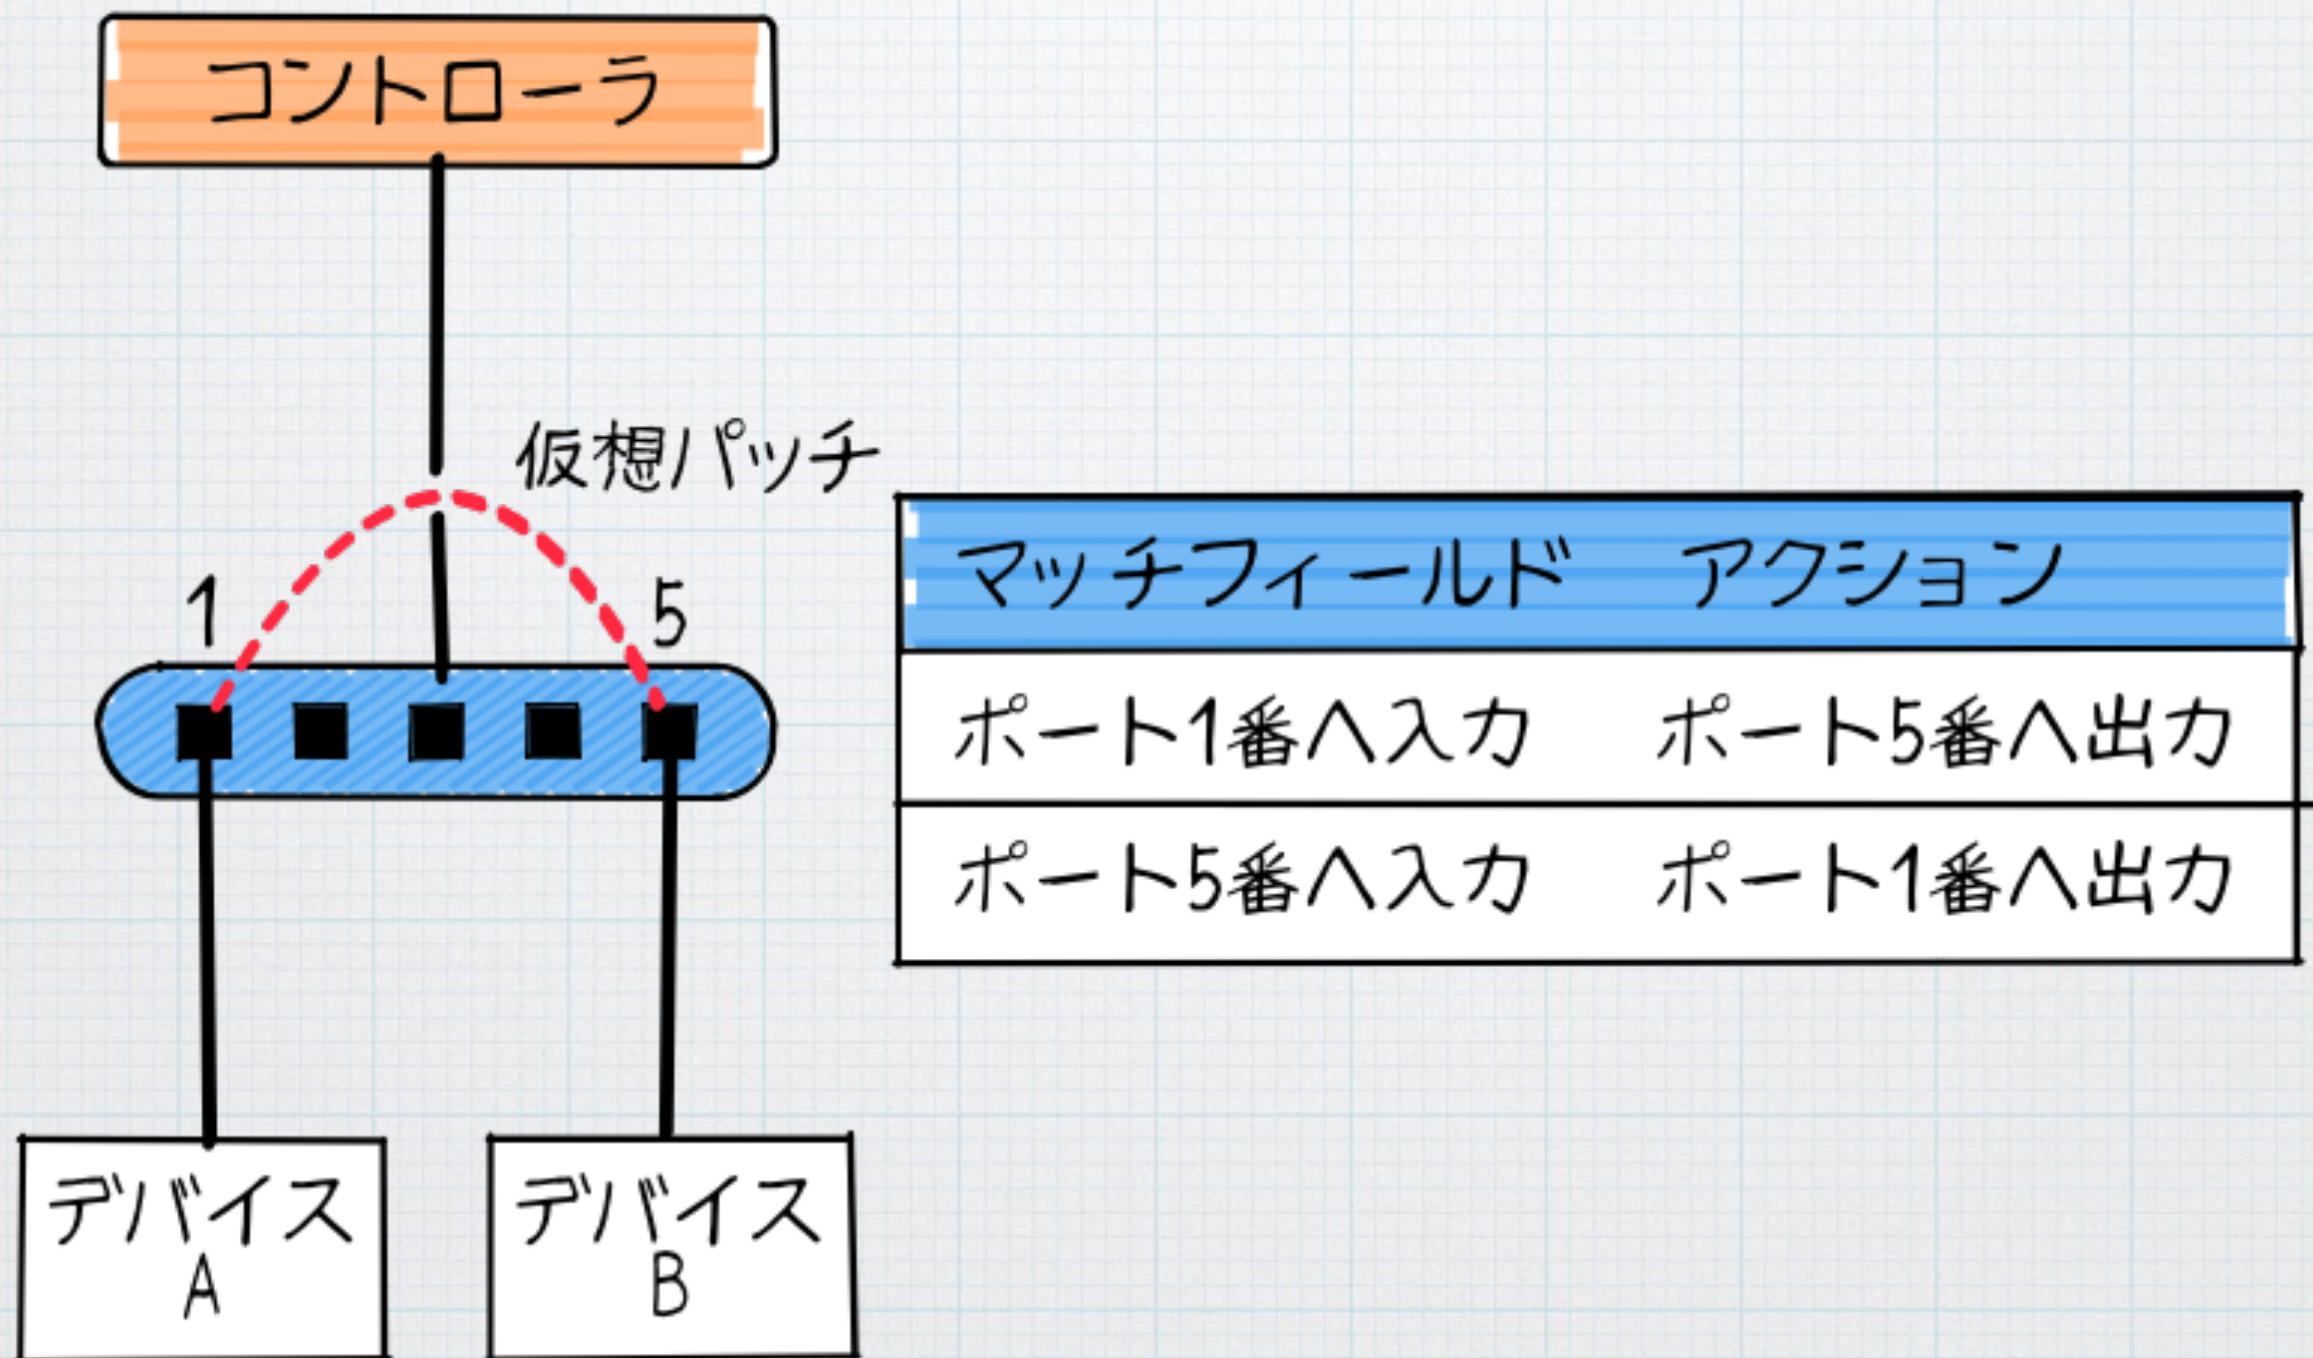 コントローラ
仮想パッチ
1
5
マッチフィールド アクション
ポート1番へ入力 ポート5番へ出力
ポート5番へ入力 ポート1番へ出力
デバイス
A
デバイス
B